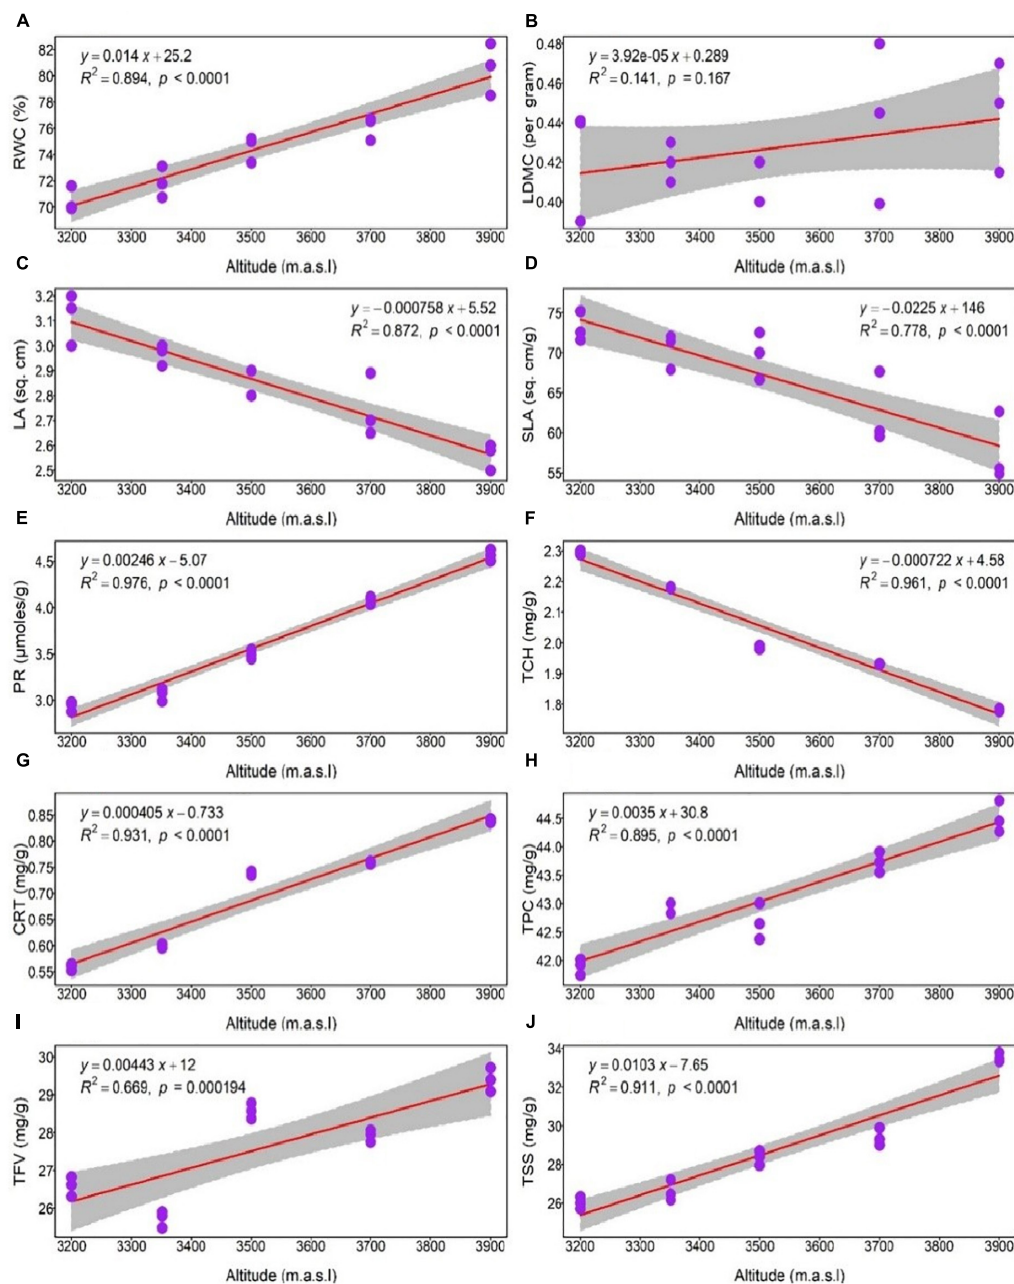 A
y = 0.014 x + 25.2
R² = 0.894, p < 0.0001
RWC (%)
82
80
78
76
74
72
70
3200 3300 3400 3500 3600 3700 3800 3900
Altitude (m.a.s.l)
B
y = 3.92e-05 x + 0.289
R² = 0.141, p = 0.167
LDMC (per gram)
0.48
0.46
0.44
0.42
0.40
3200 3300 3400 3500 3600 3700 3800 3900
Altitude (m.a.s.l)
C
y = − 0.000758 x + 5.52
R² = 0.872, p < 0.0001
LA (sq. cm)
3.2
3.1
3.0
2.9
2.8
2.7
2.6
2.5
3200 3300 3400 3500 3600 3700 3800 3900
Altitude (m.a.s.l)
D
y = − 0.0225 x + 146
R² = 0.778, p < 0.0001
SLA (sq. cm/g)
75
70
65
60
55
3200 3300 3400 3500 3600 3700 3800 3900
Altitude (m.a.s.l)
E
y = 0.00246 x − 5.07
R² = 0.976, p < 0.0001
PR (µmoles/g)
4.5
4.0
3.5
3.0
3200 3300 3400 3500 3600 3700 3800 3900
Altitude (m.a.s.l)
F
y = − 0.000722 x + 4.58
R² = 0.961, p < 0.0001
TCH (mg/g)
2.3
2.2
2.1
2.0
1.9
1.8
3200 3300 3400 3500 3600 3700 3800 3900
Altitude (m.a.s.l)
G
y = 0.000405 x − 0.733
R² = 0.931, p < 0.0001
CRT (mg/g)
0.85
0.80
0.75
0.70
0.65
0.60
0.55
3200 3300 3400 3500 3600 3700 3800 3900
Altitude (m.a.s.l)
H
y = 0.0035 x + 30.8
R² = 0.895, p < 0.0001
TPC (mg/g)
44.5
44.0
43.5
43.0
42.5
42.0
3200 3300 3400 3500 3600 3700 3800 3900
Altitude (m.a.s.l)
I
y = 0.00443 x + 12
R² = 0.669, p = 0.000194
TFV (mg/g)
30
29
28
27
26
3200 3300 3400 3500 3600 3700 3800 3900
Altitude (m.a.s.l)
J
y = 0.0103 x − 7.65
R² = 0.911, p < 0.0001
TSS (mg/g)
34
32
30
28
26
3200 3300 3400 3500 3600 3700 3800 3900
Altitude (m.a.s.l)